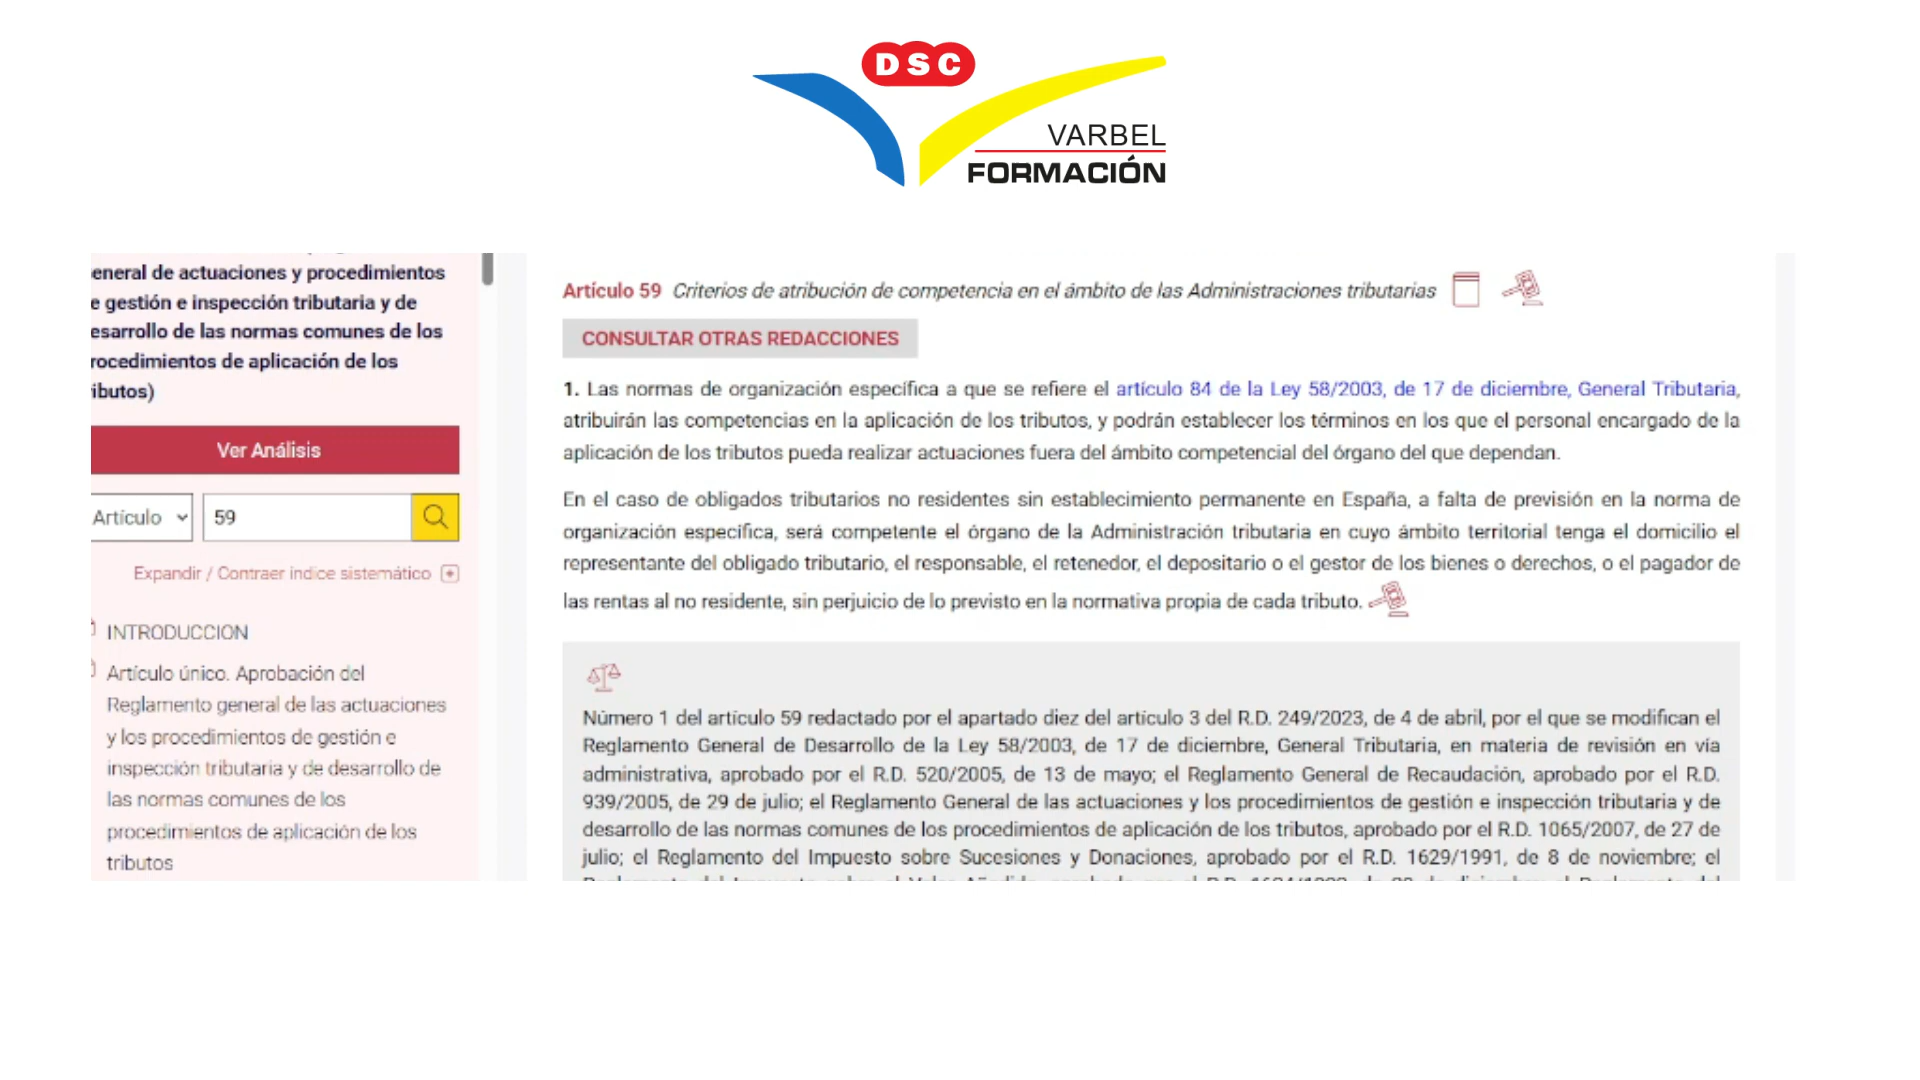 DSC
VARBEL
FORMACIÓN
eneral de actuaciones y procedimientos
e gestión e inspección tributaria y de
esarrollo de las normas comunes de los
rocedimientos de aplicación de los
ributos)
Ver Análisis
Artículo
59
Expandir / Contraer índice sistemático
INTRODUCCION
Artículo único. Aprobación del
Reglamento general de las actuaciones
y los procedimientos de gestión e
inspección tributaria y de desarrollo de
las normas comunes de los
procedimientos de aplicación de los
tributos
Artículo 59 Criterios de atribución de competencia en el ámbito de las Administraciones tributarias
CONSULTAR OTRAS REDACCIONES
1. Las normas de organización específica a que se refiere el artículo 84 de la Ley 58/2003, de 17 de diciembre, General Tributaria,
atribuirán las competencias en la aplicación de los tributos, y podrán establecer los términos en los que el personal encargado de la
aplicación de los tributos pueda realizar actuaciones fuera del ámbito competencial del órgano del que dependan.
En el caso de obligados tributarios no residentes sin establecimiento permanente en España, a falta de previsión en la norma de
organización específica, será competente el órgano de la Administración tributaria en cuyo ámbito territorial tenga el domicilio el
representante del obligado tributario, el responsable, el retenedor, el depositario o el gestor de los bienes o derechos, o el pagador de
las rentas al no residente, sin perjuicio de lo previsto en la normativa propia de cada tributo.
Número 1 del artículo 59 redactado por el apartado diez del artículo 3 del R.D. 249/2023, de 4 de abril, por el que se modifican el
Reglamento General de Desarrollo de la Ley 58/2003, de 17 de diciembre, General Tributaria, en materia de revisión en vía
administrativa, aprobado por el R.D. 520/2005, de 13 de mayo; el Reglamento General de Recaudación, aprobado por el R.D.
939/2005, de 29 de julio; el Reglamento General de las actuaciones y los procedimientos de gestión e inspección tributaria y de
desarrollo de las normas comunes de los procedimientos de aplicación de los tributos, aprobado por el R.D. 1065/2007, de 27 de
julio; el Reglamento del Impuesto sobre Sucesiones y Donaciones, aprobado por el R.D. 1629/1991, de 8 de noviembre; el